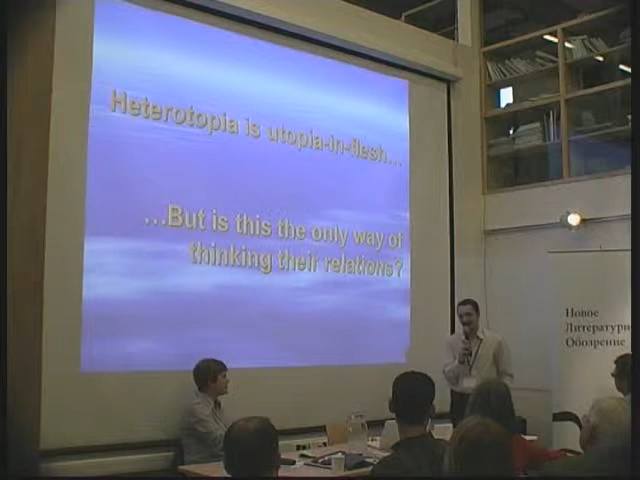 Heterotopia is utopia-in-flesh…
…But is this the only way of
thinking their relations?
Новое
Литературн
Обозрение